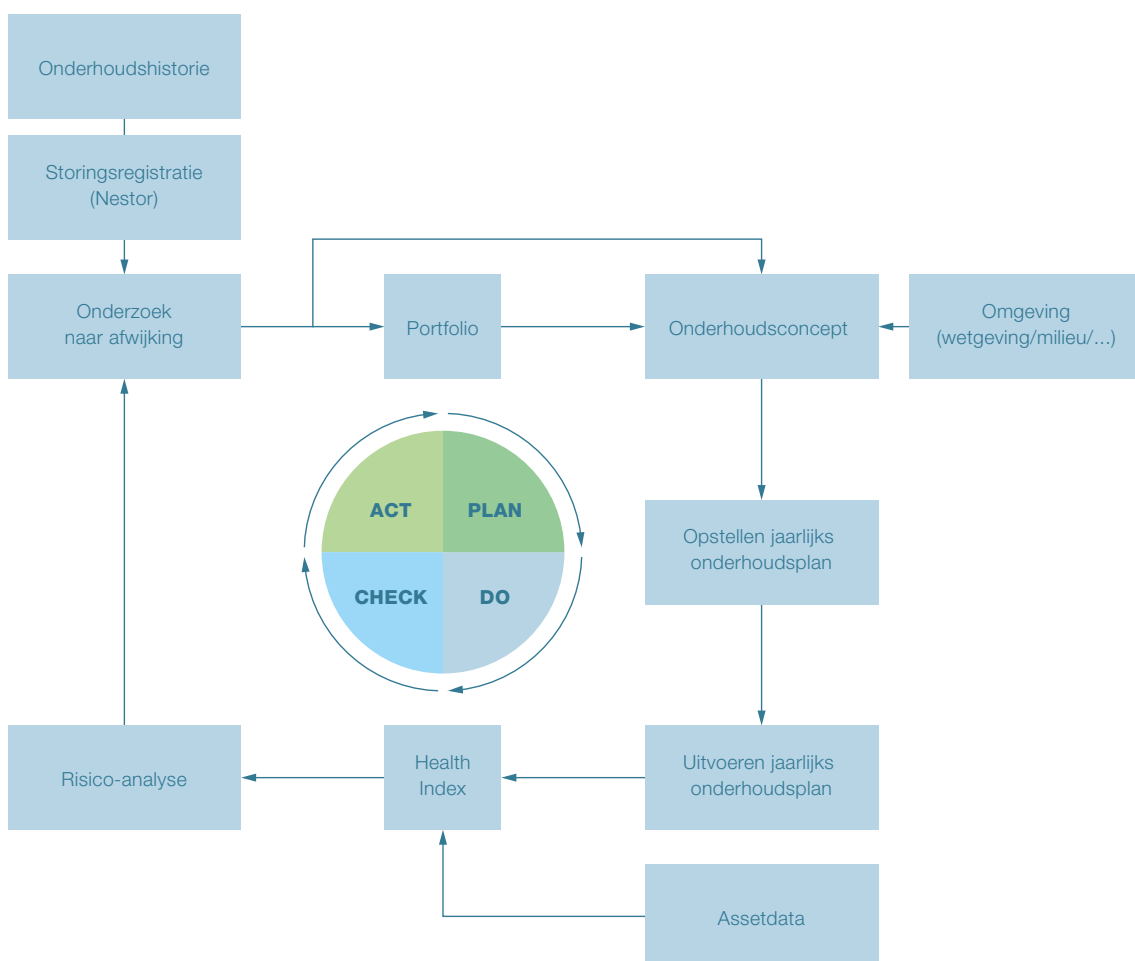 Onderhoudshistorie
Storingsregistratie
(Nestor)
Onderzoek
naar afwijking
Portfolio
Onderhoudsconcept
Omgeving
(wetgeving/milieu/...)
ACT
PLAN
CHECK
DO
Opstellen jaarlijks
onderhoudsplan
Risico-analyse
Health
Index
Uitvoeren jaarlijks
onderhoudsplan
Assetdata